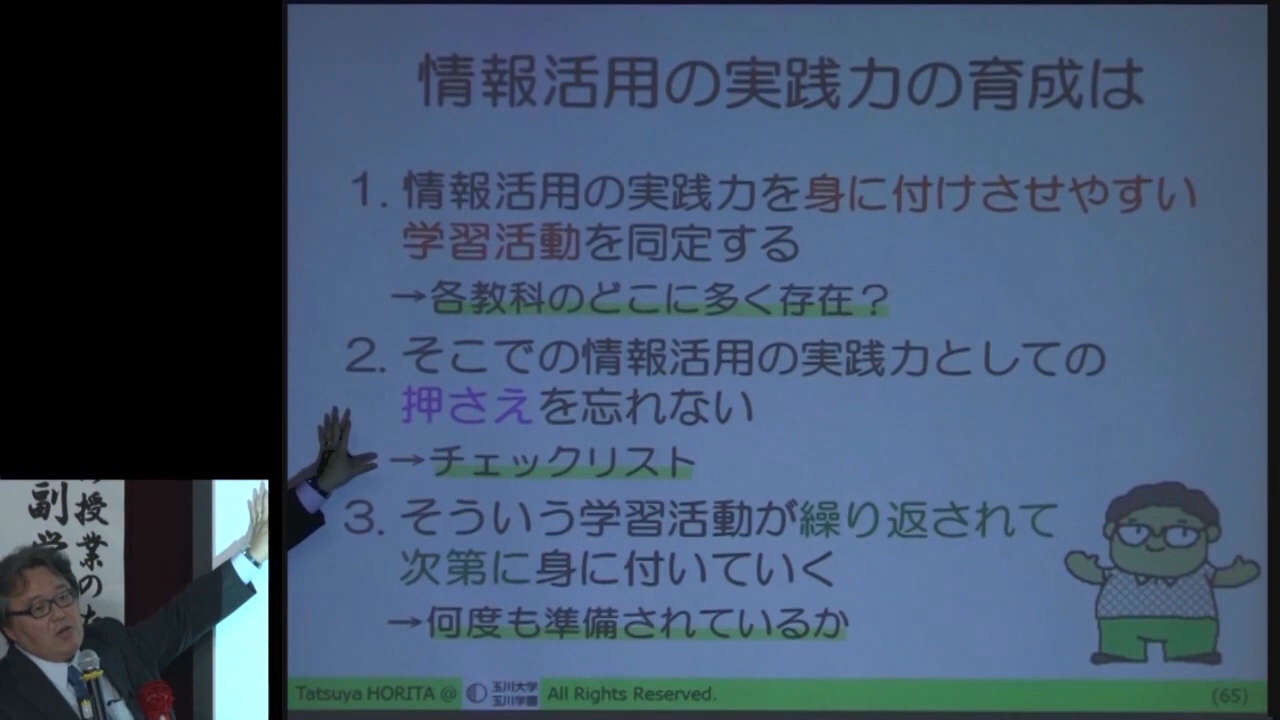 情報活用の実践力の育成は
1. 情報活用の実践力を身に付けさせやすい
学習活動を同定する
→各教科のどこに多く存在？
2. そこでの情報活用の実践力としての
押さえを忘れない
→チェックリスト
3. そういう学習活動が繰り返されて
次第に身に付いていく
→何度も準備されているか
Tatsuya HORITA @ 玉川大学 玉川学園 All Rights Reserved.
(65)
授業の
副学